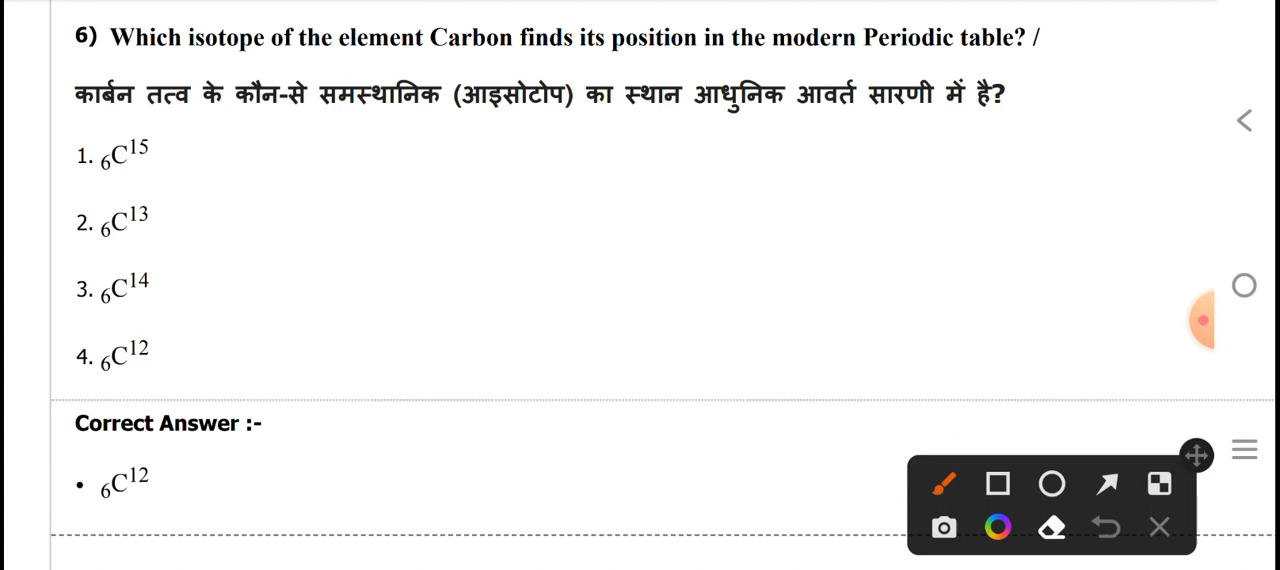 6) Which isotope of the element Carbon finds its position in the modern Periodic table? /
कार्बन तत्व के कौन-से समस्थानिक (आइसोटोप) का स्थान आधुनिक आवर्त सारणी में है?
1. ₆C¹⁵
2. ₆C¹³
3. ₆C¹⁴
4. ₆C¹²
Correct Answer :-
• ₆C¹²